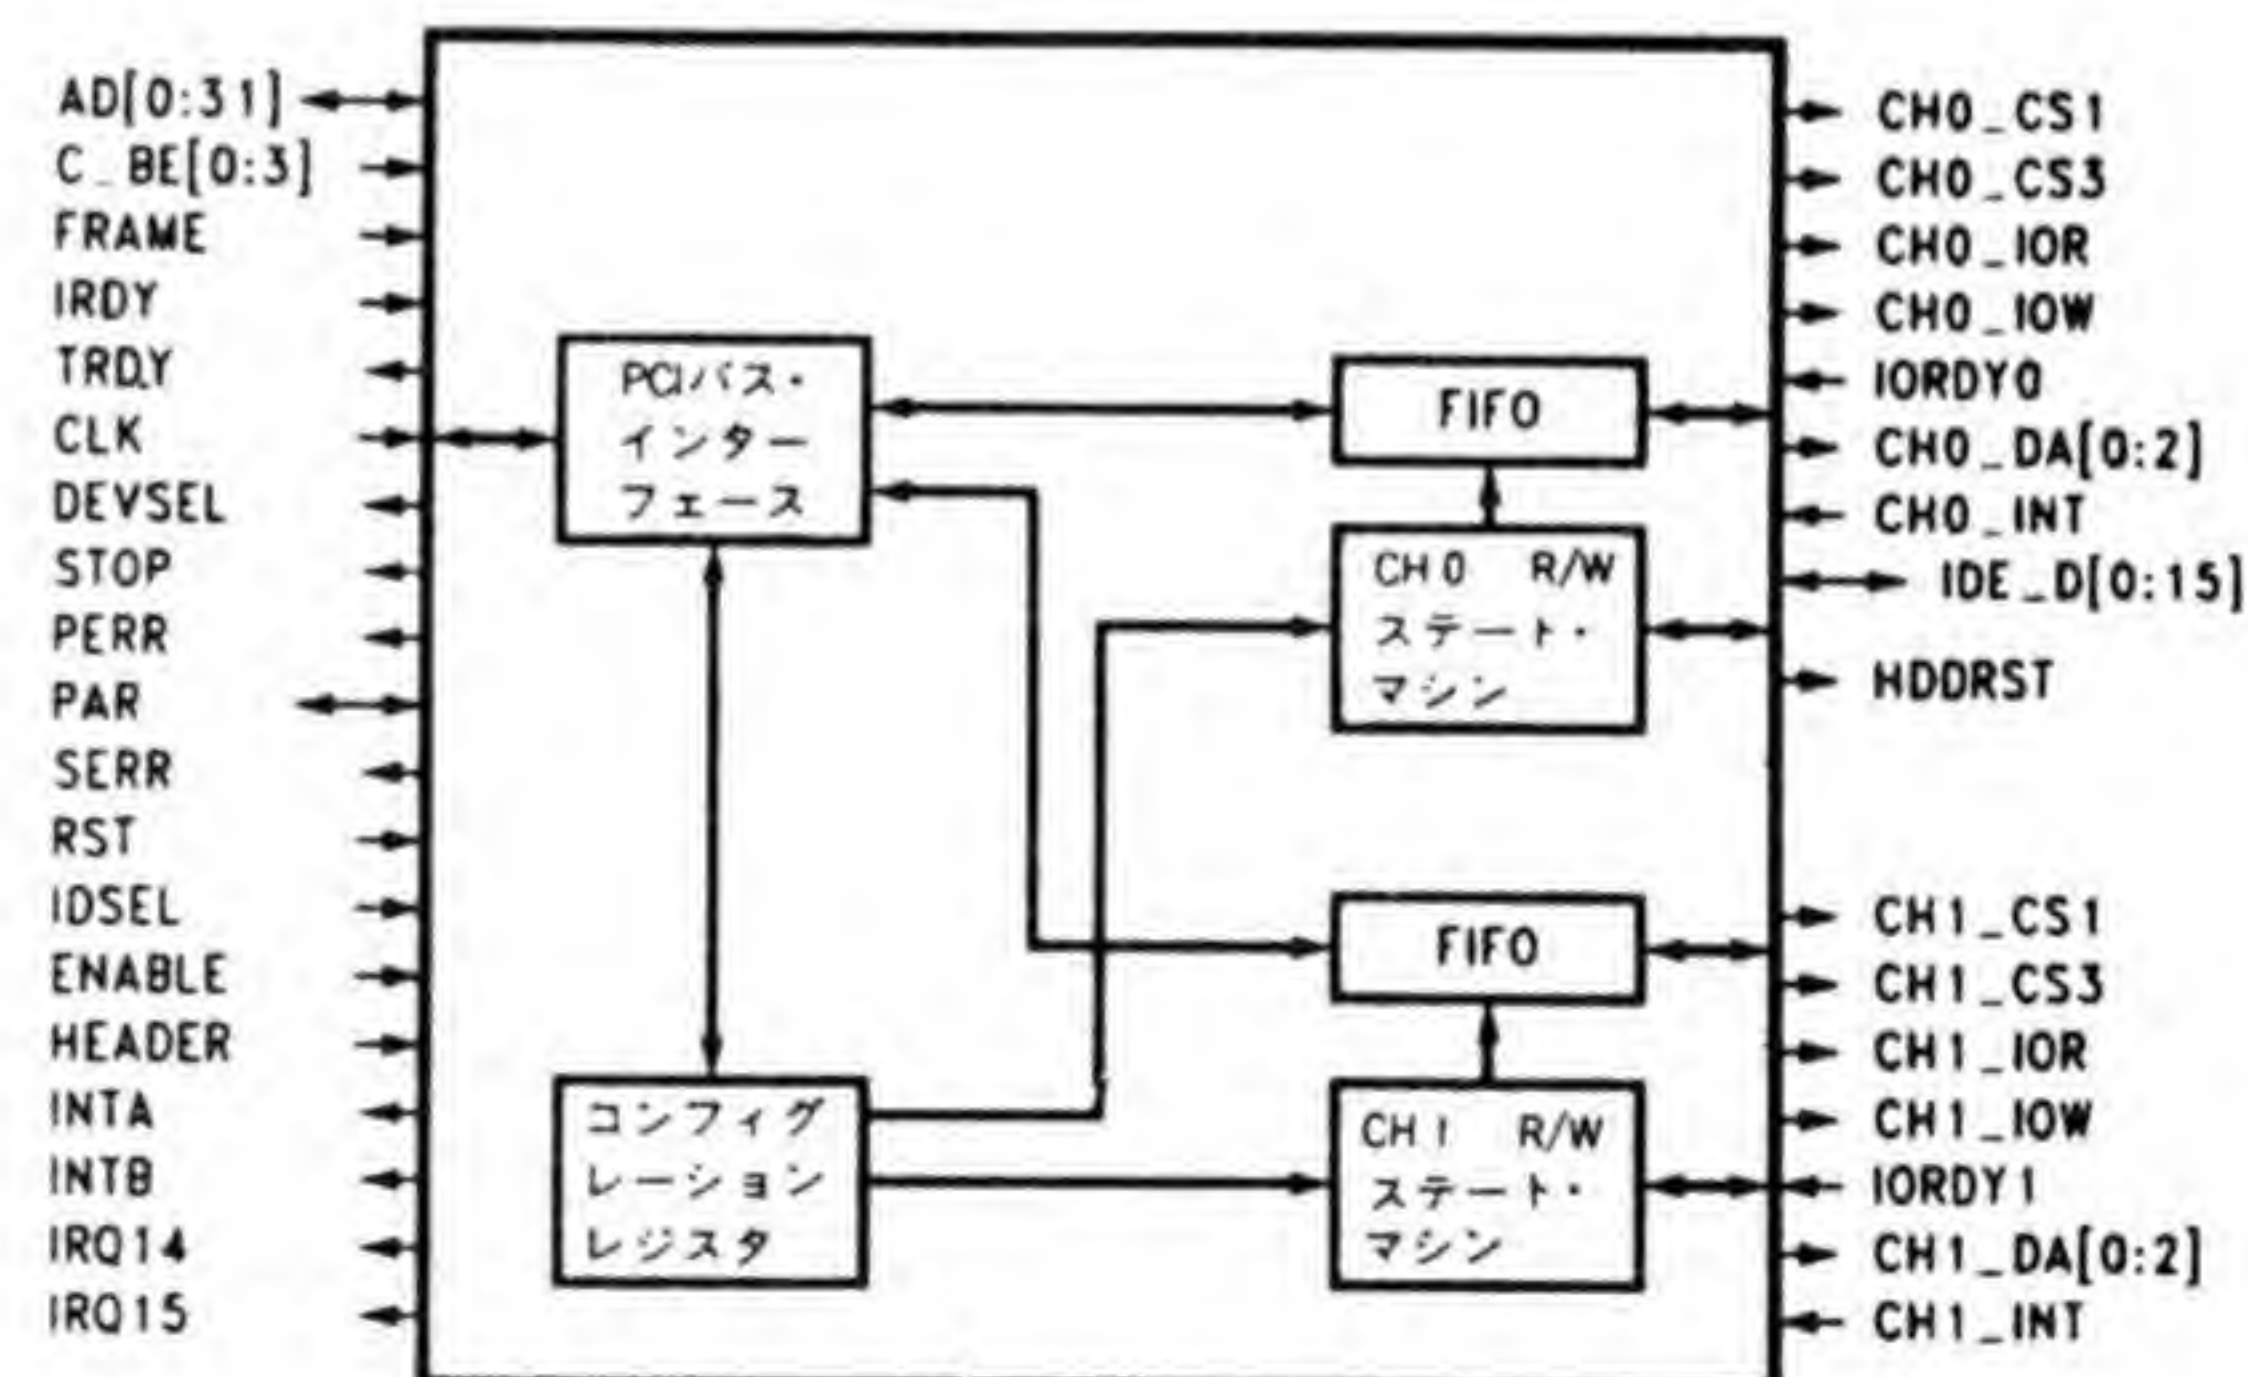 AD[0:31]
C_BE[0:3]
FRAME
IRDY
TRDY
CLK
DEVSEL
STOP
PERR
PAR
SERR
RST
IDSEL
ENABLE
HEADER
INTA
INTB
IRQ14
IRQ15
PCIバス・
インター
フェース
コンフィグ
レーション
レジスタ
FIFO
CH0 R/W
ステート・
マシン
FIFO
CH1 R/W
ステート・
マシン
CH0_CS1
CH0_CS3
CH0_IOR
CH0_IOW
IORDY0
CH0_DA[0:2]
CH0_INT
IDE_D[0:15]
HDDRST
CH1_CS1
CH1_CS3
CH1_IOR
CH1_IOW
IORDY1
CH1_DA[0:2]
CH1_INT